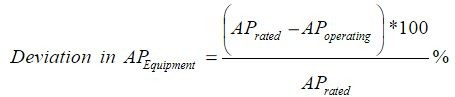 Deviation in AP_Equipment = ((AP_rated − AP_operating) *100) / AP_rated %